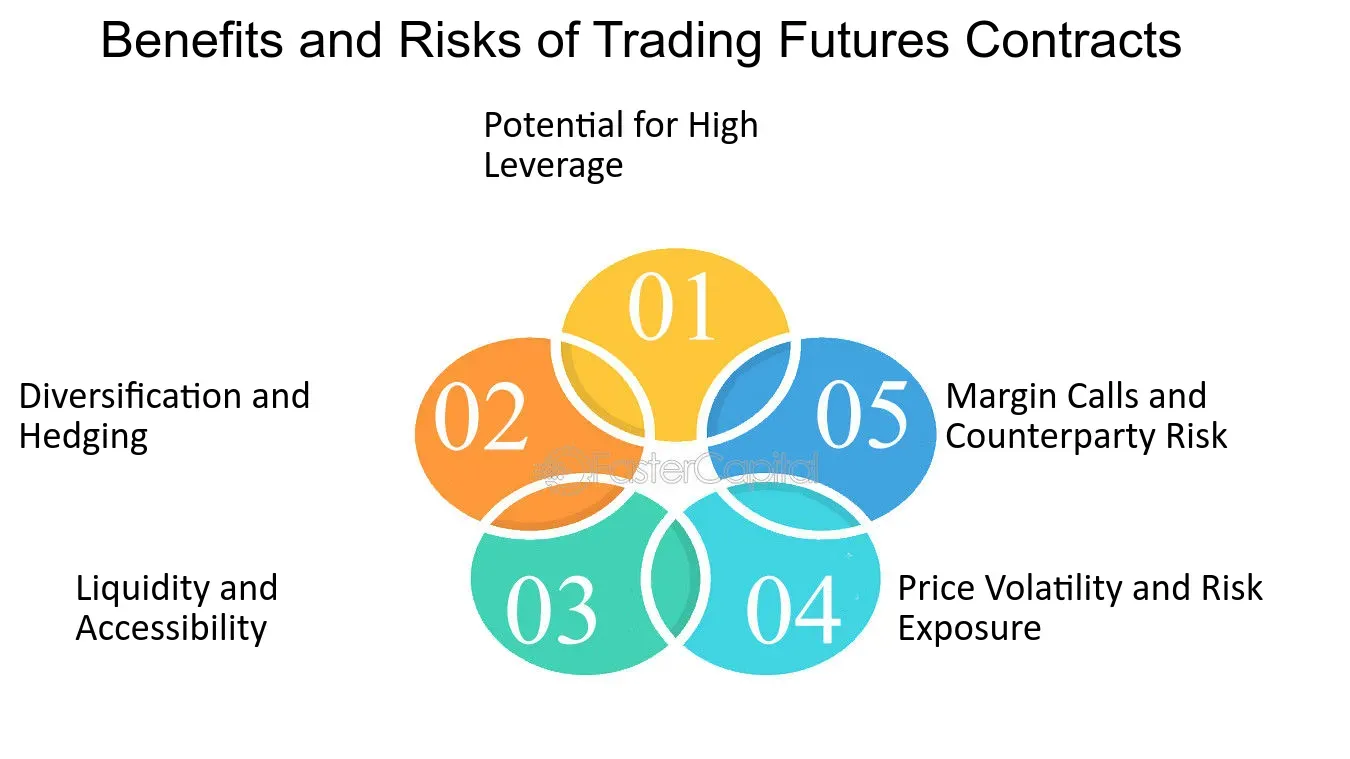 Benefits and Risks of Trading Futures Contracts
Potential for High
Leverage
01
02
Diversification and
Hedging
05
Margin Calls and
Counterparty Risk
FasterCapital
03
Liquidity and
Accessibility
04
Price Volatility and Risk
Exposure